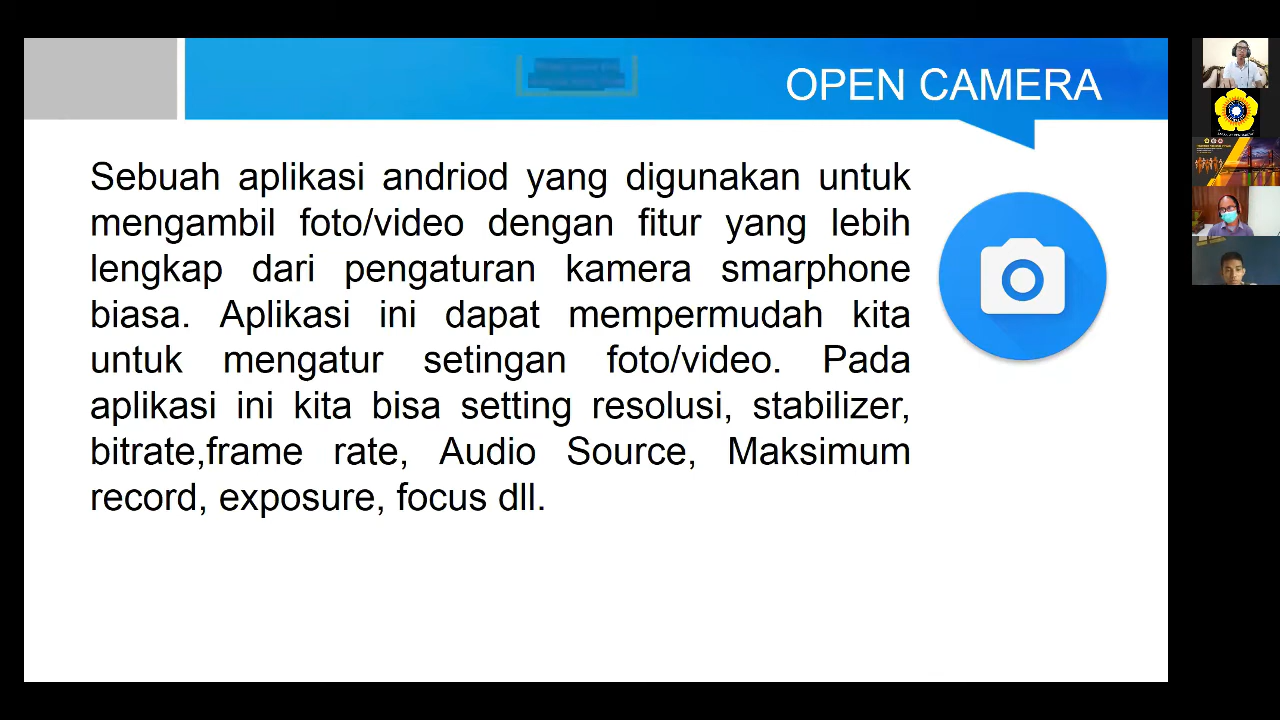 OPEN CAMERA
Sebuah aplikasi andriod yang digunakan untuk
mengambil foto/video dengan fitur yang lebih
lengkap dari pengaturan kamera smarphone
biasa. Aplikasi ini dapat mempermudah kita
untuk mengatur setingan foto/video. Pada
aplikasi ini kita bisa setting resolusi, stabilizer,
bitrate,frame rate, Audio Source, Maksimum
record, exposure, focus dll.